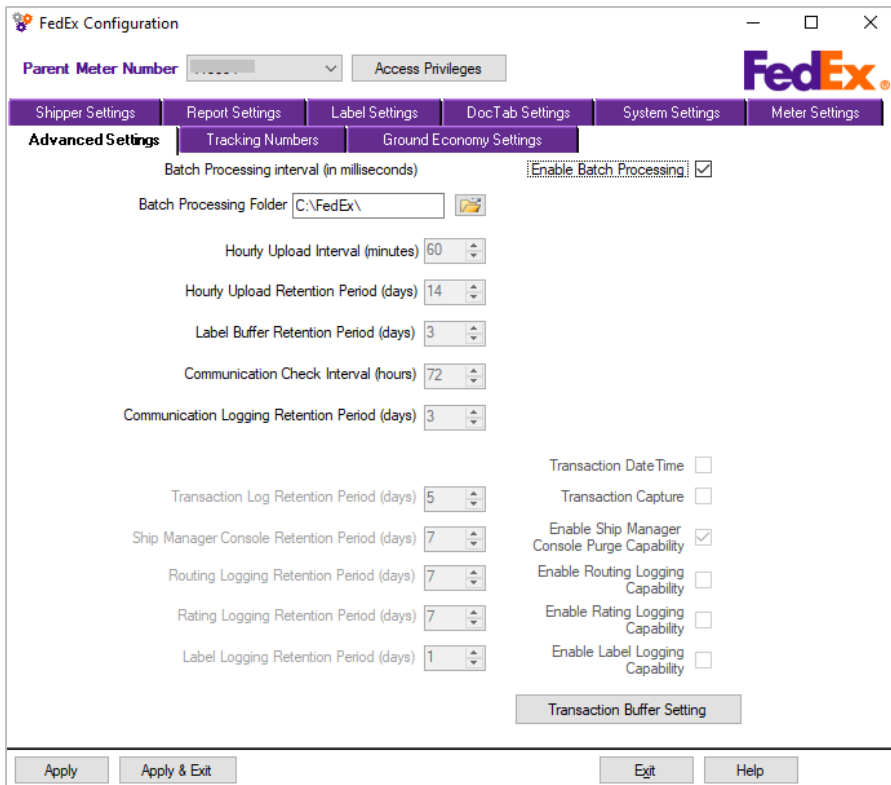 FedEx Configuration
Parent Meter Number Access Privileges
FedEx®
Shipper Settings Report Settings Label Settings DocTab Settings System Settings Meter Settings
Advanced Settings Tracking Numbers Ground Economy Settings
Batch Processing interval (in milliseconds) Enable Batch Processing
Batch Processing Folder C:\FedEx\
Hourly Upload Interval (minutes) 60
Hourly Upload Retention Period (days) 14
Label Buffer Retention Period (days) 3
Communication Check Interval (hours) 72
Communication Logging Retention Period (days) 3
Transaction DateTime
Transaction Log Retention Period (days) 5 Transaction Capture
Ship Manager Console Retention Period (days) 7 Enable Ship Manager
Console Purge Capability
Routing Logging Retention Period (days) 7 Enable Routing Logging
Capability
Rating Logging Retention Period (days) 7 Enable Rating Logging
Capability
Label Logging Retention Period (days) 1 Enable Label Logging
Capability
Transaction Buffer Setting
Apply Apply & Exit Exit Help